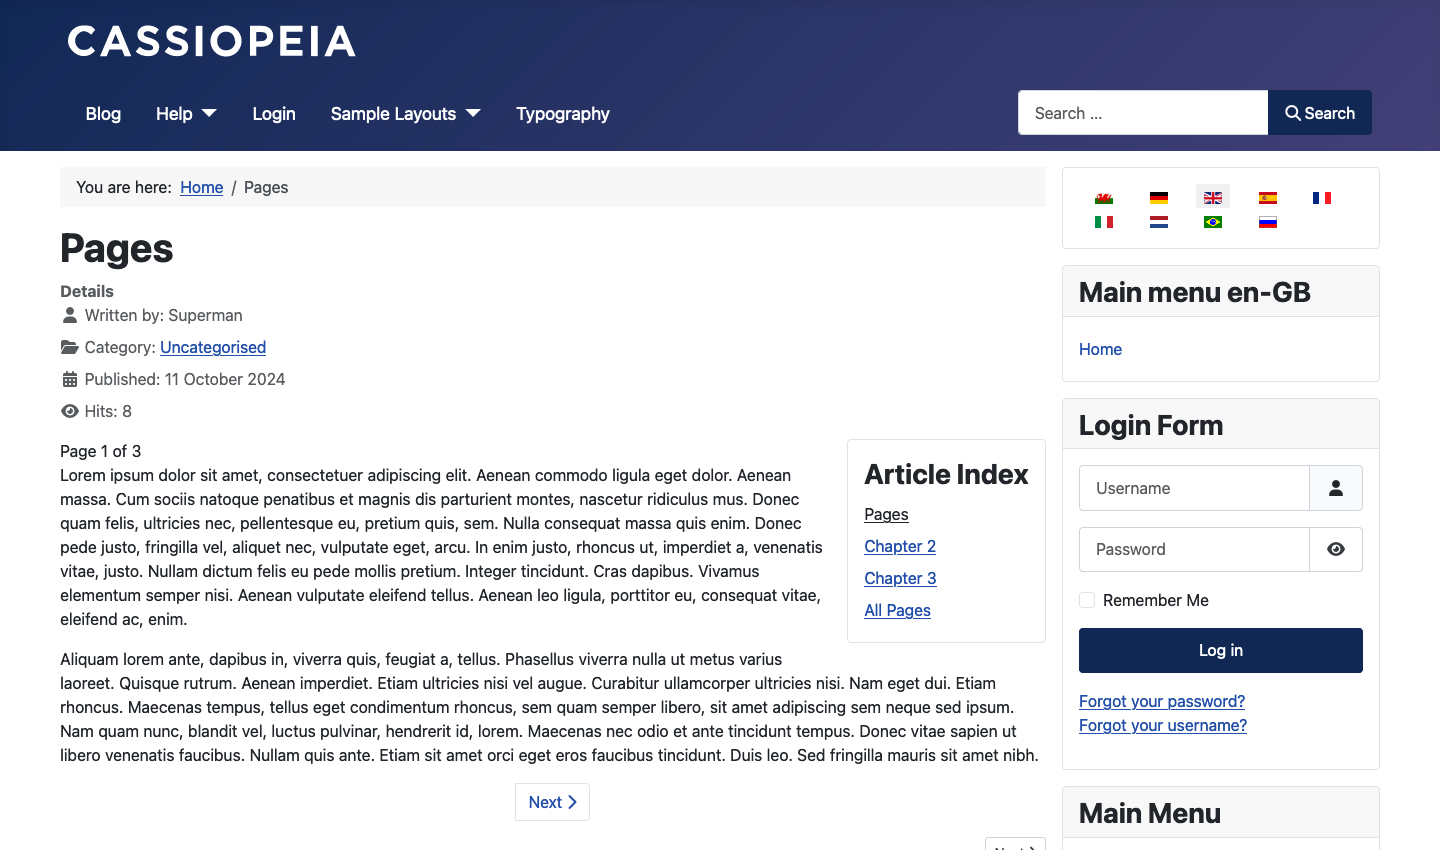 CASSIOPEIA
Blog
Help
Login
Sample Layouts
Typography
Search ...
Search
You are here: Home / Pages
Pages
Details
Written by: Superman
Category: Uncategorised
Published: 11 October 2024
Hits: 8
Page 1 of 3
Lorem ipsum dolor sit amet, consectetuer adipiscing elit. Aenean commodo ligula eget dolor. Aenean
massa. Cum sociis natoque penatibus et magnis dis parturient montes, nascetur ridiculus mus. Donec
quam felis, ultricies nec, pellentesque eu, pretium quis, sem. Nulla consequat massa quis enim. Donec
pede justo, fringilla vel, aliquet nec, vulputate eget, arcu. In enim justo, rhoncus ut, imperdiet a, venenatis
vitae, justo. Nullam dictum felis eu pede mollis pretium. Integer tincidunt. Cras dapibus. Vivamus
elementum semper nisi. Aenean vulputate eleifend tellus. Aenean leo ligula, porttitor eu, consequat vitae,
eleifend ac, enim.
Article Index
Pages
Chapter 2
Chapter 3
All Pages
Aliquam lorem ante, dapibus in, viverra quis, feugiat a, tellus. Phasellus viverra nulla ut metus varius
laoreet. Quisque rutrum. Aenean imperdiet. Etiam ultricies nisi vel augue. Curabitur ullamcorper ultricies nisi. Nam eget dui. Etiam
rhoncus. Maecenas tempus, tellus eget condimentum rhoncus, sem quam semper libero, sit amet adipiscing sem neque sed ipsum.
Nam quam nunc, blandit vel, luctus pulvinar, hendrerit id, lorem. Maecenas nec odio et ante tincidunt tempus. Donec vitae sapien ut
libero venenatis faucibus. Nullam quis ante. Etiam sit amet orci eget eros faucibus tincidunt. Duis leo. Sed fringilla mauris sit amet nibh.
Next
Main menu en-GB
Home
Login Form
Username
Password
Remember Me
Log in
Forgot your password?
Forgot your username?
Main Menu